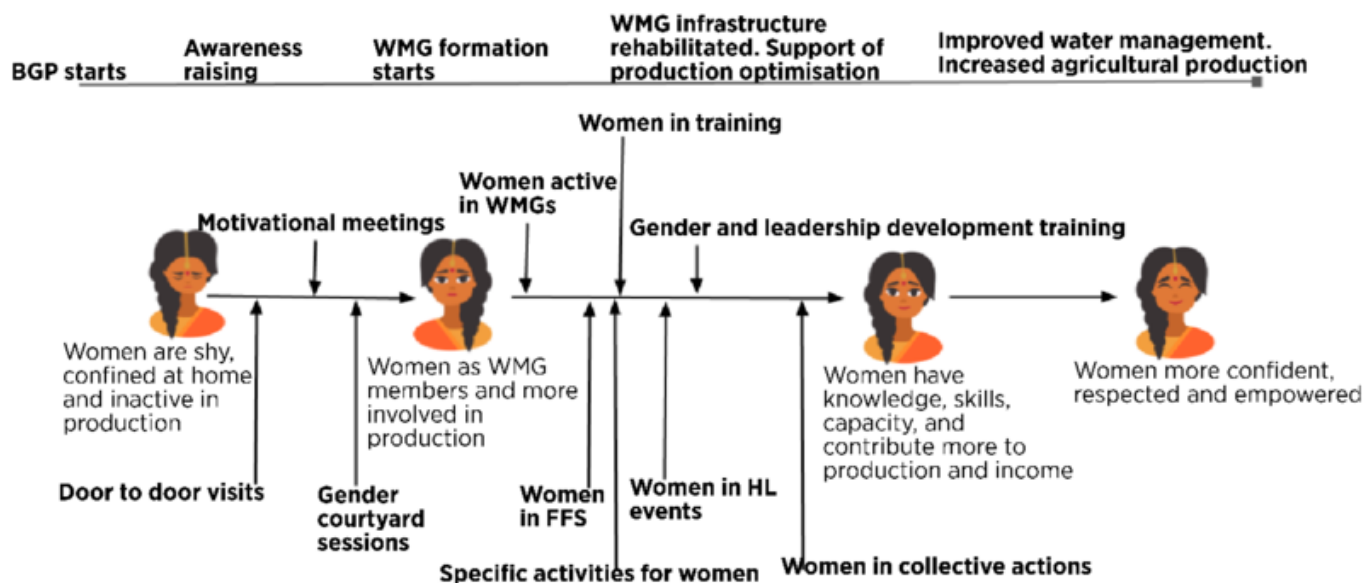 BGP starts
Awareness
raising
WMG formation
starts
WMG infrastructure
rehabilitated. Support of
production optimisation
Improved water management.
Increased agricultural production
Women in training
Women active
in WMGs
Motivational meetings
Gender and leadership development training
Women are shy,
confined at home
and inactive in
production
Women as WMG
members and more
involved in
production
Women have
knowledge, skills,
capacity, and
contribute more to
production and income
Women more confident,
respected and empowered
Door to door visits
Gender
courtyard
sessions
Women
in FFS
Women in HL
events
Specific activities for women
Women in collective actions